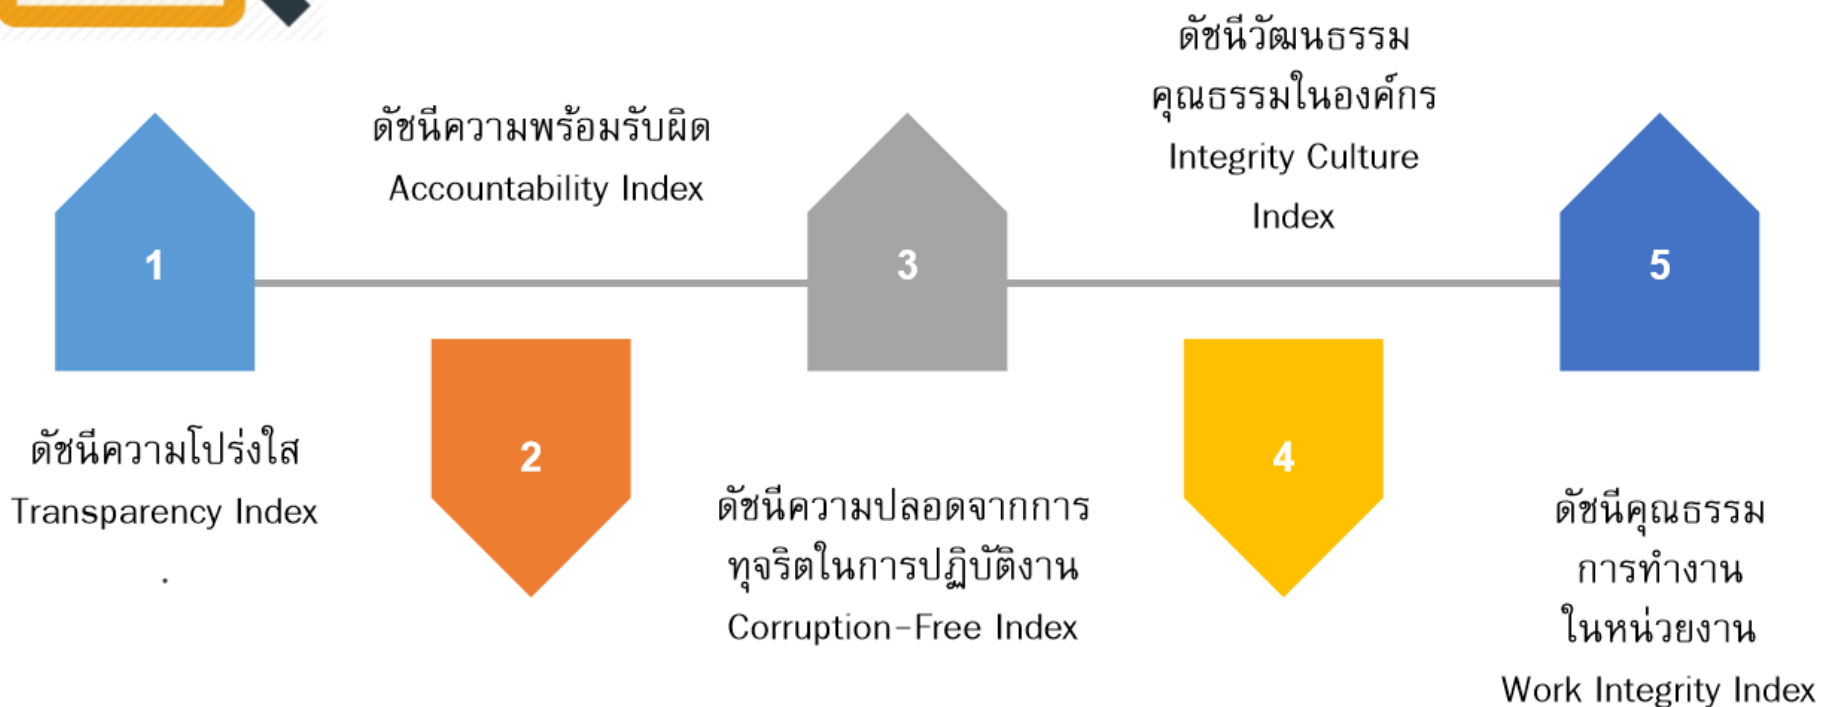 1
ดัชนีความโปร่งใส
Transparency Index
.
ดัชนีความพร้อมรับผิด
Accountability Index
2
3
ดัชนีความปลอดจากการ
ทุจริตในการปฏิบัติงาน
Corruption-Free Index
ดัชนีวัฒนธรรม
คุณธรรมในองค์กร
Integrity Culture
Index
4
5
ดัชนีคุณธรรม
การทำงาน
ในหน่วยงาน
Work Integrity Index